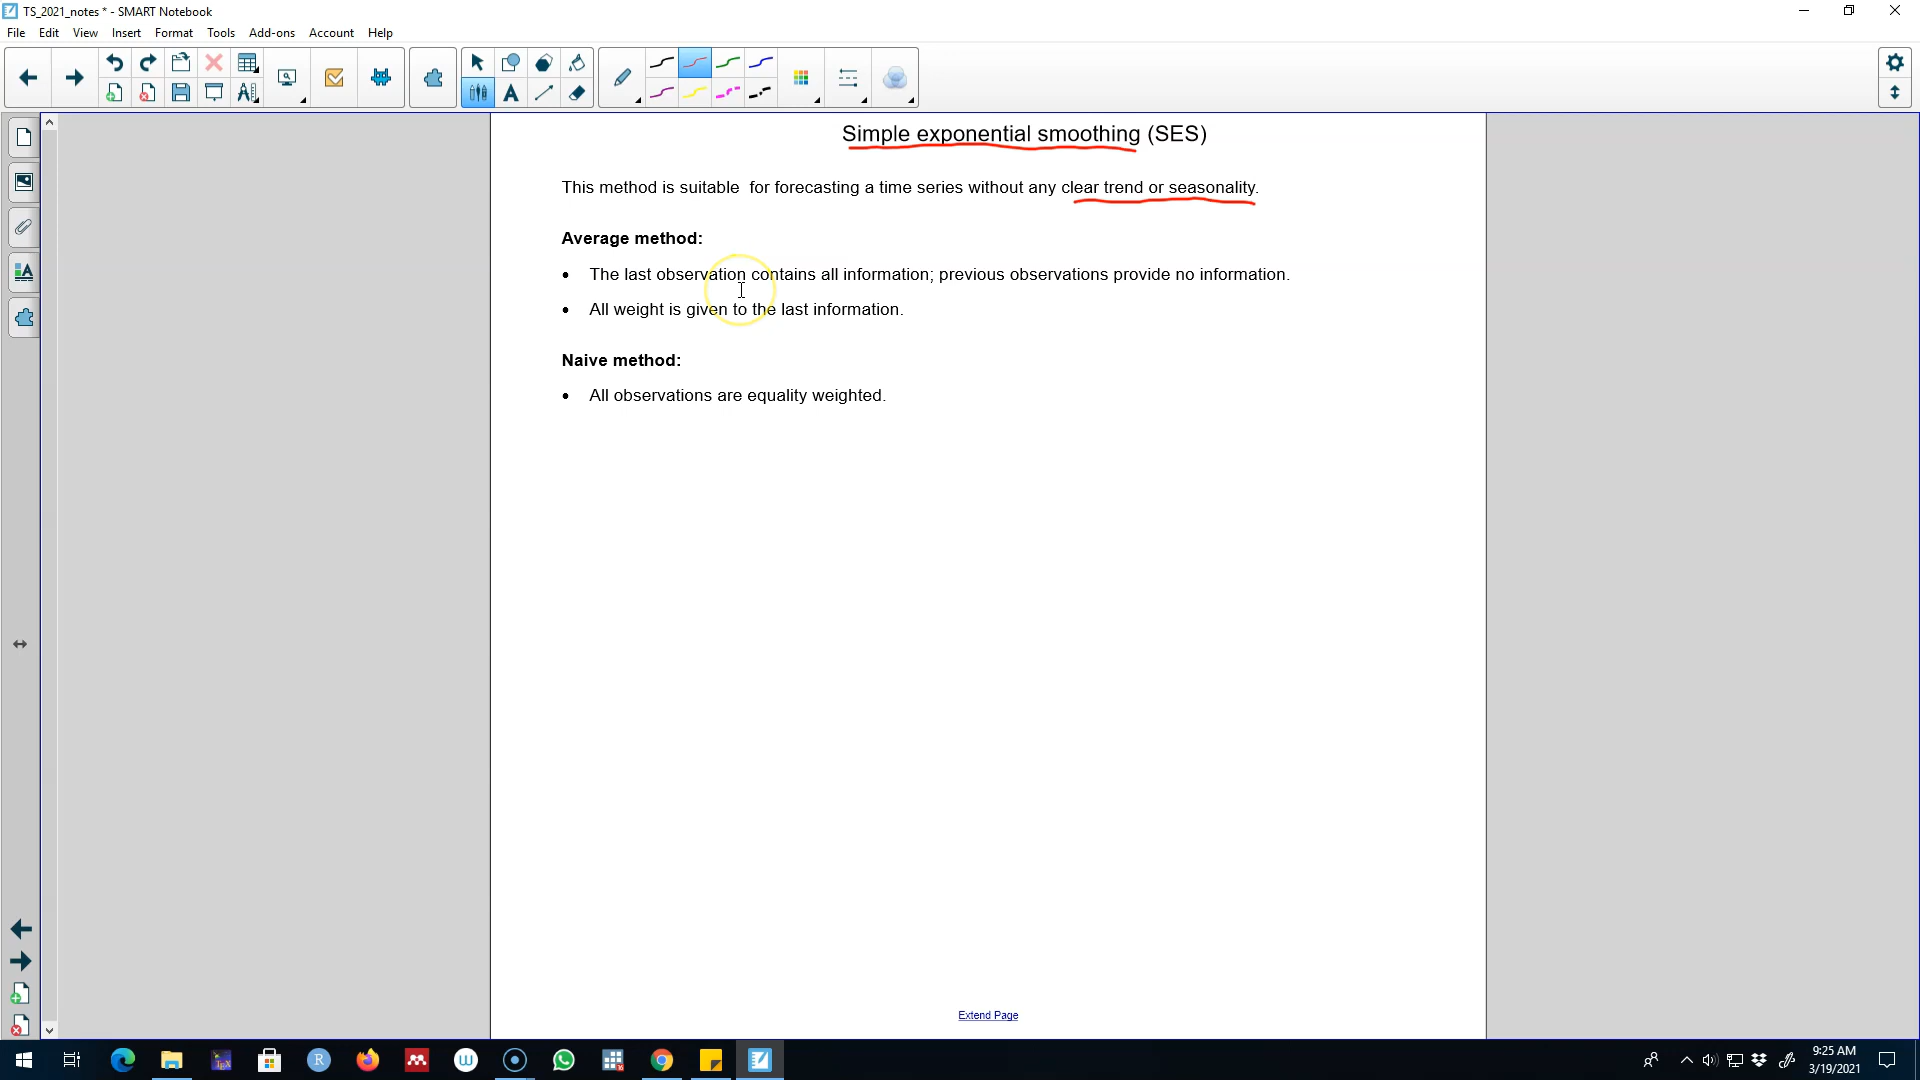 TS_2021_notes * - SMART Notebook
File Edit View Insert Format Tools Add-ons Account Help
Simple exponential smoothing (SES)
This method is suitable for forecasting a time series without any clear trend or seasonality.
Average method:
• The last observation contains all information; previous observations provide no information.
• All weight is given to the last information.
Naive method:
• All observations are equality weighted.
Extend Page
9:25 AM
3/19/2021